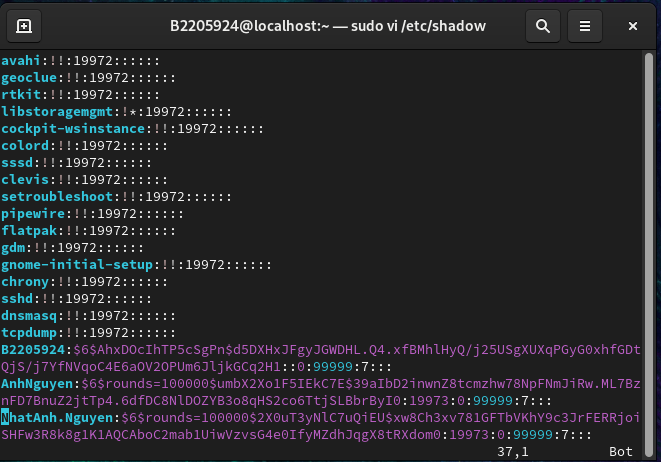 B2205924@localhost:~ — sudo vi /etc/shadow
avahi:!!:19972::::::
geoclue:!!:19972::::::
rtkit:!!:19972::::::
libstoragemgmt:!*:19972::::::
cockpit-wsinstance:!!:19972::::::
colord:!!:19972::::::
sssd:!!:19972::::::
clevis:!!:19972::::::
setroubleshoot:!!:19972::::::
pipewire:!!:19972::::::
flatpak:!!:19972::::::
gdm:!!:19972::::::
gnome-initial-setup:!!:19972::::::
chrony:!!:19972::::::
sshd:!!:19972::::::
dnsmasq:!!:19972::::::
tcpdump:!!:19972::::::
B2205924:$6$AhxDOcIhTP5cSgPn$d5DXHxJFgyJGWDHL.Q4.xfBMhlHyQ/j25USgXUXqPGyG0xhfGDt
QjS/j7YfNVqoC4E6aOV2OPUm6JljkGCq2H1::0:99999:7:::
AnhNguyen:$6$rounds=100000$umbX2Xo1F5IEkC7E$39aIbD2inwnZ8tcmzhw78NpFNmJiRw.ML7Bz
nFD7BnuZ2jtTp4.6dfDC8NlDOZYB3o8qHS2co6TtjSLBbrByI0:19973:0:99999:7:::
NhatAnh.Nguyen:$6$rounds=100000$2X0uT3yNlC7uQiEU$xw8Ch3xv781GFTbVKhY9c3JrFERRjoi
SHFw3R8k8g1K1AQCAboC2mab1UiwVzvsG4e0IfyMZdhJqgX8tRXdom0:19973:0:99999:7:::
37,1 Bot